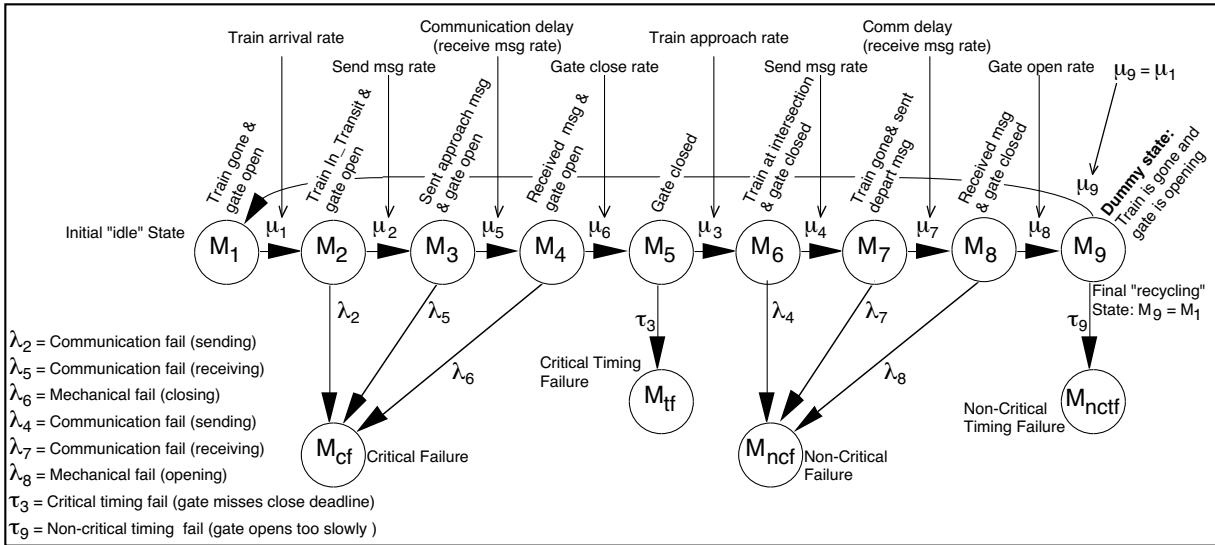 Train arrival rate
Communication delay
(receive msg rate)
Train approach rate
Comm delay
(receive msg rate)
Send msg rate
Gate close rate
Send msg rate
Gate open rate
μ9 = μ1
Train gone &
gate open
Train In_Transit &
gate open
Sent approach msg
& gate open
Received msg &
gate open
Gate closed
Train at intersection
& gate closed
Train gone& sent
depart msg
Received msg
& gate closed
Dummy state:
Train is gone and
gate is opening
μ9
Initial "idle" State
μ1
μ2
μ5
μ6
μ3
μ4
μ7
μ8
M1
M2
M3
M4
M5
M6
M7
M8
M9
Final "recycling"
State: M9 = M1
λ2
λ5
λ6
τ3
λ4
λ7
λ8
τ9
λ2 = Communication fail (sending)
λ5 = Communication fail (receiving)
λ6 = Mechanical fail (closing)
λ4 = Communication fail (sending)
λ7 = Communication fail (receiving)
λ8 = Mechanical fail (opening)
τ3 = Critical timing fail (gate misses close deadline)
τ9 = Non-critical timing fail (gate opens too slowly )
Mcf
Critical Failure
Critical Timing
Failure
Mtf
Mncf
Non-Critical
Failure
Non-Critical
Timing Failure
Mnctf